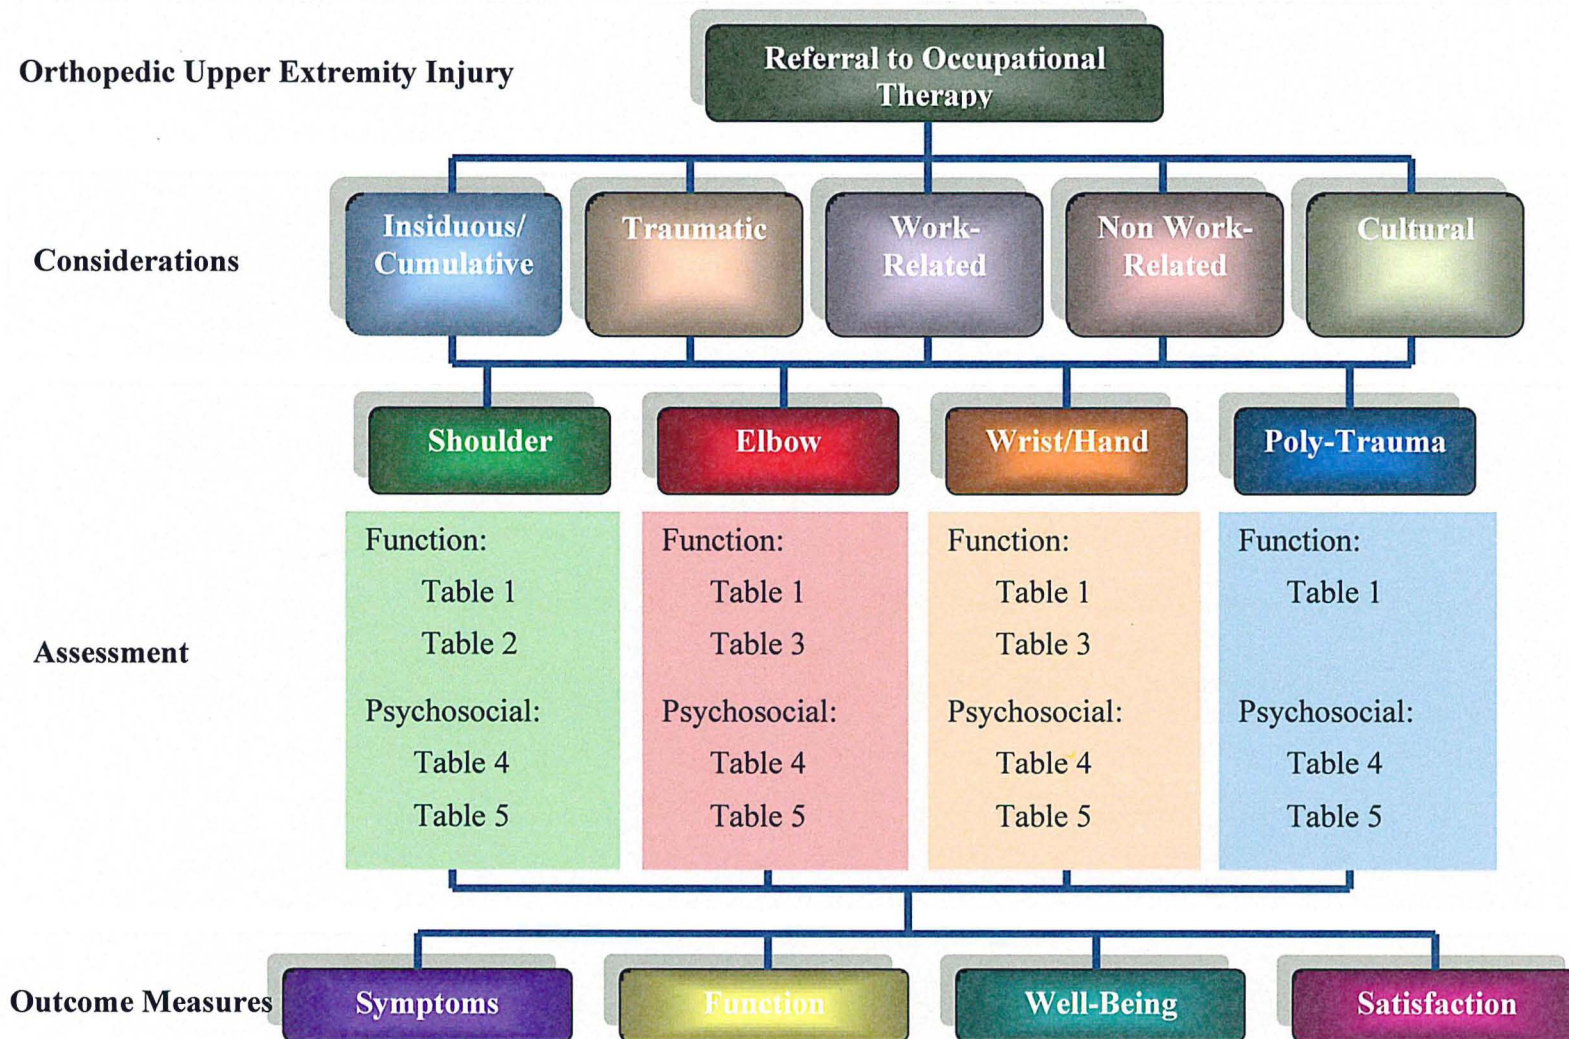 Orthopedic Upper Extremity Injury
Referral to Occupational
Therapy
Considerations
Insiduous/
Cumulative
Traumatic
Work-
Related
Non Work-
Related
Cultural
Shoulder
Elbow
Wrist/Hand
Poly-Trauma
Assessment
Function:
Table 1
Table 2
Psychosocial:
Table 4
Table 5
Function:
Table 1
Table 3
Psychosocial:
Table 4
Table 5
Function:
Table 1
Table 3
Psychosocial:
Table 4
Table 5
Function:
Table 1
Psychosocial:
Table 4
Table 5
Outcome Measures
Symptoms
Function
Well-Being
Satisfaction